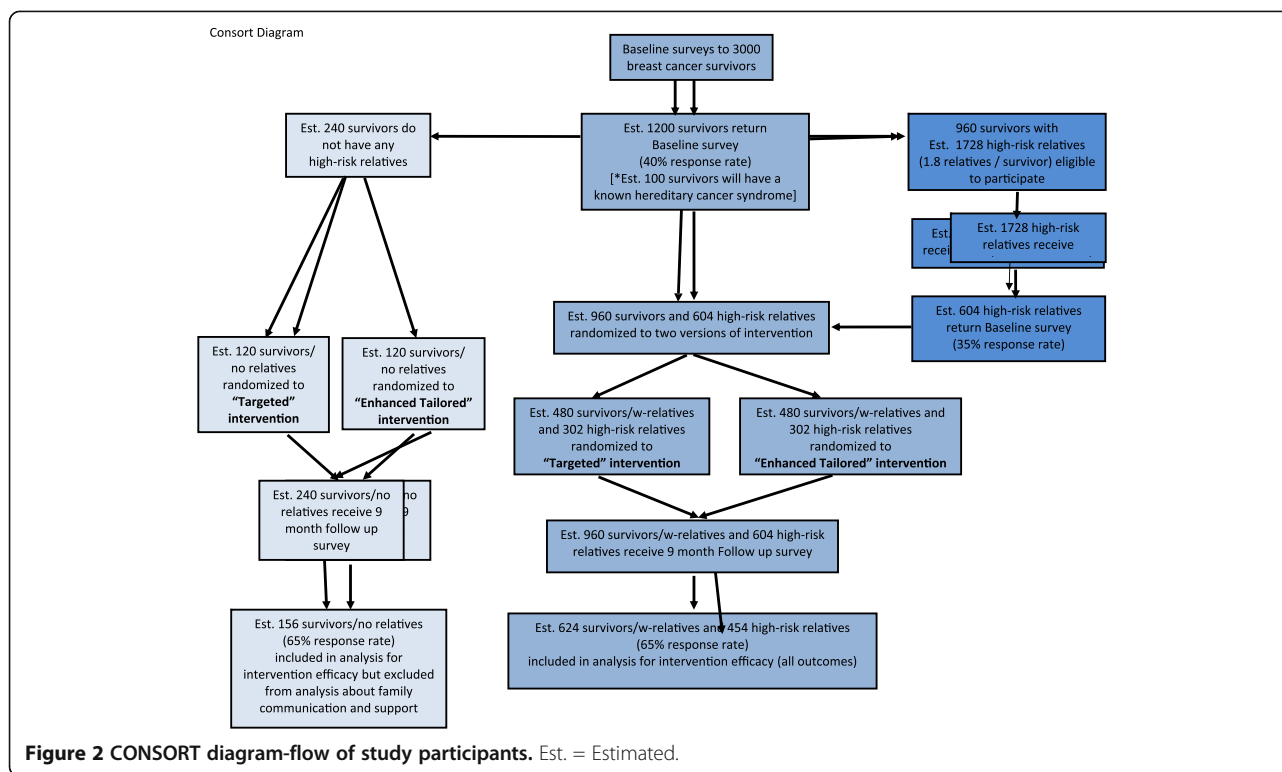 Consort Diagram
Baseline surveys to 3000
breast cancer survivors
Est. 240 survivors do
not have any
high-risk relatives
Est. 1200 survivors return
Baseline survey
(40% response rate)
[*Est. 100 survivors will have a
known hereditary cancer syndrome]
960 survivors with
Est.  1728 high-risk relatives
(1.8 relatives / survivor) eligible
to participate
Est.
Est. 1728 high-risk
relatives receive
Est. 960 survivors and 604 high-risk relatives
randomized to two versions of intervention
Est. 604 high-risk relatives
return Baseline survey
(35% response rate)
Est. 120 survivors/
no relatives
randomized to
“Targeted”
intervention
Est. 120 survivors/
no relatives
randomized to
“Enhanced Tailored”
intervention
Est. 480 survivors/w-relatives
and 302 high-risk relatives
randomized to
“Targeted” intervention
Est. 480 survivors/w-relatives and
302 high-risk relatives
randomized to
“Enhanced Tailored” intervention
Est. 240 survivors/no
relatives receive 9
month follow up
survey
no
9
Est. 960 survivors/w-relatives and 604 high-risk
relatives receive 9 month Follow up survey
Est. 156 survivors/no relatives
(65% response rate)
included in analysis for
intervention efficacy but excluded
from analysis about family
communication and support
Est. 624 survivors/w-relatives and 454 high-risk relatives
(65% response rate)
included in analysis for intervention efficacy (all outcomes)
Figure 2 CONSORT diagram-flow of study participants. Est. = Estimated.